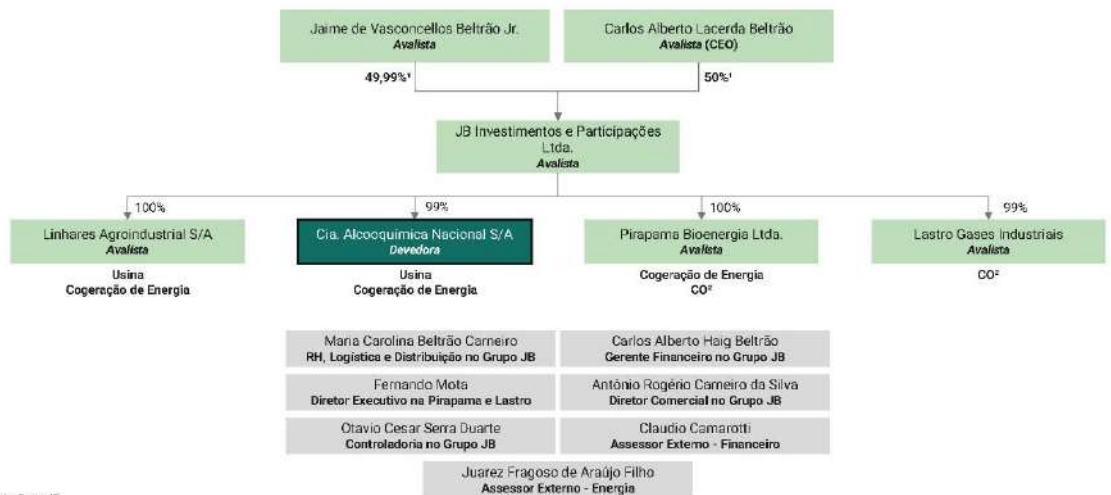 Jaime de Vasconcellos Beltrão Jr.
Avalista
Carlos Alberto Lacerda Beltrão
Avalista (CEO)
49,99%¹
50%¹
JB Investimentos e Participações
Ltda.
Avalista
100%
99%
100%
99%
Linhares Agroindustrial S/A
Avalista
Cia. Alcooquímica Nacional S/A
Devedora
Pirapama Bioenergia Ltda.
Avalista
Lastro Gases Industriais
Avalista
Usina
Cogeração de Energia
Usina
Cogeração de Energia
Cogeração de Energia
CO²
CO²
Maria Carolina Beltrão Carneiro
RH, Logística e Distribuição no Grupo JB
Carlos Alberto Haig Beltrão
Gerente Financeiro no Grupo JB
Fernando Mota
Diretor Executivo na Pirapama e Lastro
Antônio Rogério Carneiro da Silva
Diretor Comercial no Grupo JB
Otavio Cesar Serra Duarte
Controladoria no Grupo JB
Claudio Camarotti
Assessor Externo - Financeiro
Juarez Fragoso de Araújo Filho
Assessor Externo - Energia